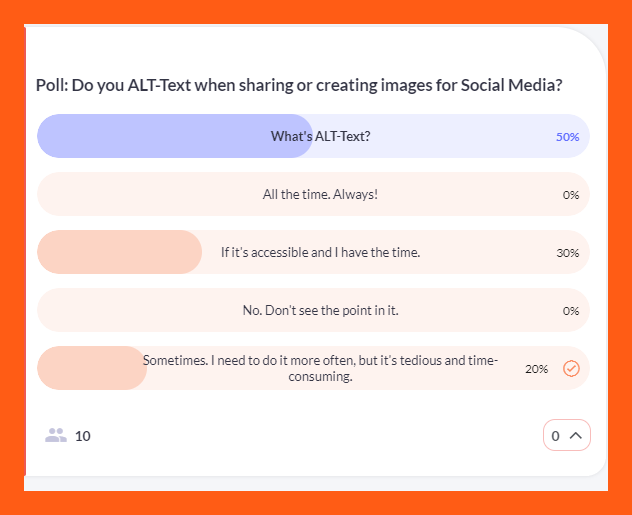 Poll: Do you ALT-Text when sharing or creating images for Social Media?
What's ALT-Text? 50%
All the time. Always! 0%
If it's accessible and I have the time. 30%
No. Don't see the point in it. 0%
Sometimes. I need to do it more often, but it's tedious and time-
consuming. 20%
10 0